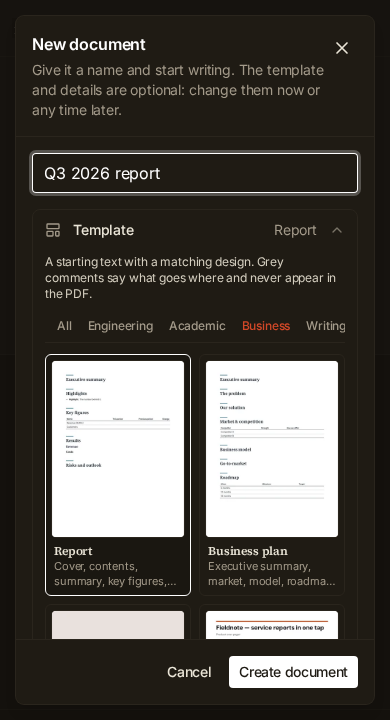 New document
Give it a name and start writing. The template
and details are optional: change them now or
any time later.
Q3 2026 report
Template
Report
A starting text with a matching design. Grey
comments say what goes where and never appear in
the PDF.
All Engineering Academic Business Writing
Executive summary
Highlights
Key figures
Results
Risks and outlook
Report
Cover, contents,
summary, key figures,...
Executive summary
The problem
Our solution
Market & competition
Business model
Go-to-market
Roadmap
Business plan
Executive summary,
market, model, roadma...
Fieldnote — service reports in one tap
Cancel
Create document